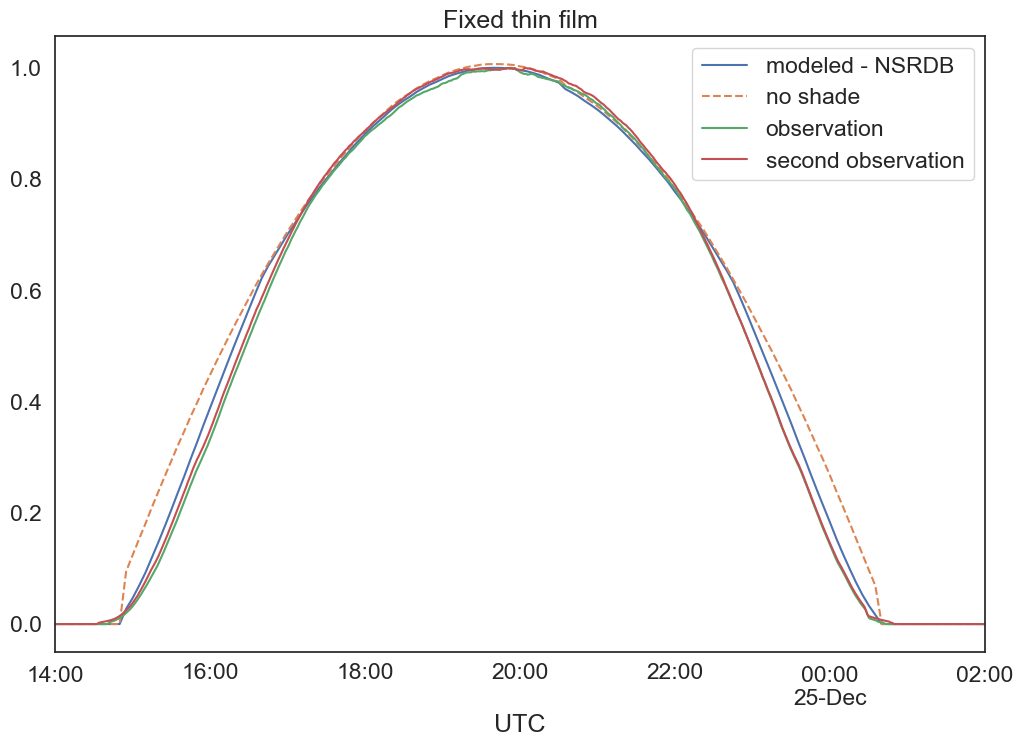 Fixed thin film
modeled - NSRDB
no shade
observation
second observation
1.0
0.8
0.6
0.4
0.2
0.0
14:00
16:00
18:00
20:00
22:00
00:00
25-Dec
02:00
UTC